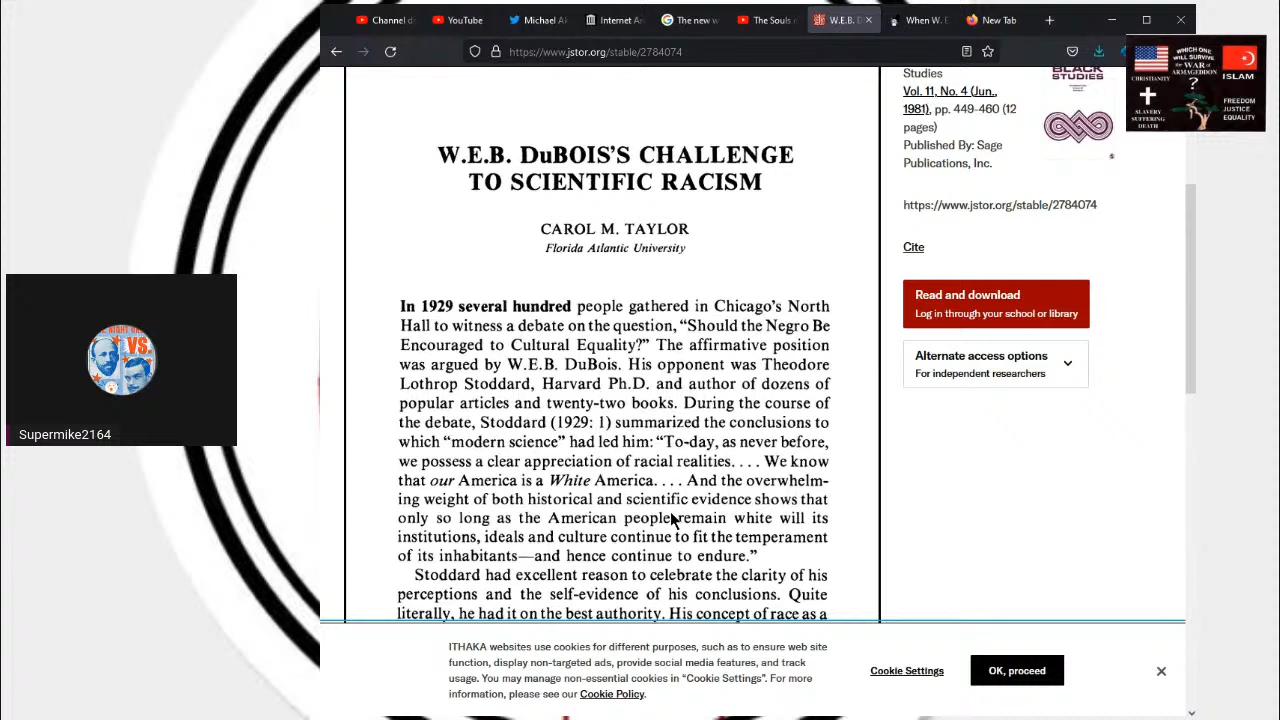 Channel d
YouTube
Michael Al
Internet Ar
The new w
The Souls o
W.E.B. D
When W. E
New Tab
https://www.jstor.org/stable/2784074
Studies
Vol. 11, No. 4 (Jun.,
1981), pp. 449-460 (12
pages)
Published By: Sage
Publications, Inc.
BLACK STUDIES
https://www.jstor.org/stable/2784074
Cite
Read and download
Log in through your school or library
Alternate access options
For independent researchers
W.E.B. DuBOIS'S CHALLENGE
TO SCIENTIFIC RACISM
CAROL M. TAYLOR
Florida Atlantic University
In 1929 several hundred people gathered in Chicago's North
Hall to witness a debate on the question, "Should the Negro Be
Encouraged to Cultural Equality?" The affirmative position
was argued by W.E.B. DuBois. His opponent was Theodore
Lothrop Stoddard, Harvard Ph.D. and author of dozens of
popular articles and twenty-two books. During the course of
the debate, Stoddard (1929: 1) summarized the conclusions to
which "modern science" had led him: "To-day, as never before,
we possess a clear appreciation of racial realities. . . . We know
that our America is a White America. . . . And the overwhelm-
ing weight of both historical and scientific evidence shows that
only so long as the American people remain white will its
institutions, ideals and culture continue to fit the temperament
of its inhabitants—and hence continue to endure."
Stoddard had excellent reason to celebrate the clarity of his
perceptions and the self-evidence of his conclusions. Quite
literally, he had it on the best authority. His concept of race as a
ITHAKA websites use cookies for different purposes, such as to ensure web site
function, display non-targeted ads, provide social media features, and track
usage. You may manage non-essential cookies in "Cookie Settings". For more
information, please see our Cookie Policy.
Cookie Settings
OK, proceed
WHICH ONE
WILL SURVIVE
the WAR of
ARMAGEDDON
?
CHRISTIANITY
SLAVERY
SUFFERING
DEATH
ISLAM
FREEDOM
JUSTICE
EQUALITY
VS.
Supermike2164